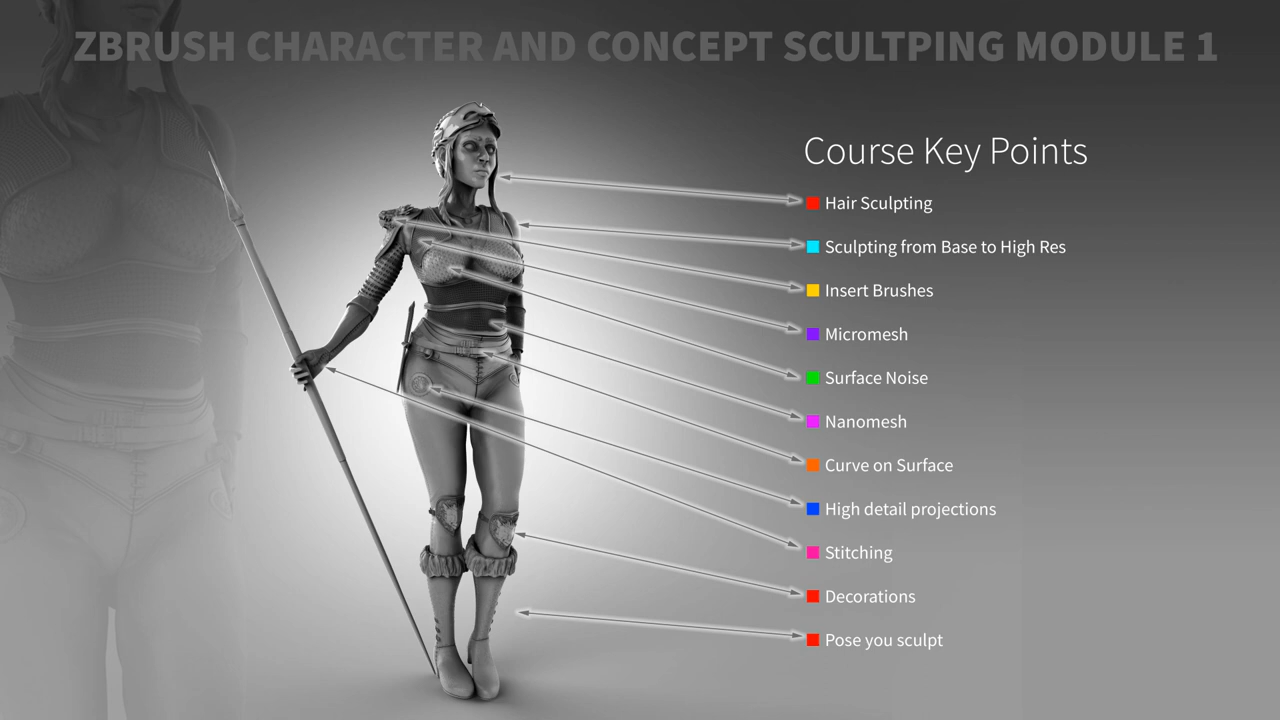 ZBRUSH CHARACTER AND CONCEPT SCULTPING MODULE 1
Course Key Points
Hair Sculpting
Sculpting from Base to High Res
Insert Brushes
Micromesh
Surface Noise
Nanomesh
Curve on Surface
High detail projections
Stitching
Decorations
Pose you sculpt